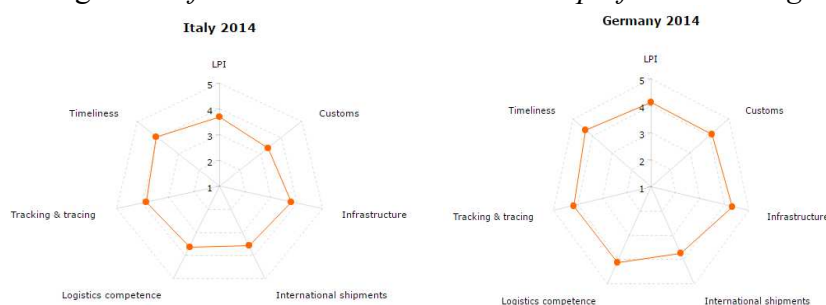 Italy 2014
LPI
5
4
3
2
1
Timeliness
Customs
Tracking & tracing
Infrastructure
Logistics competence
International shipments
Germany 2014
LPI
5
4
3
2
1
Timeliness
Customs
Tracking & tracing
Infrastructure
Logistics competence
International shipments